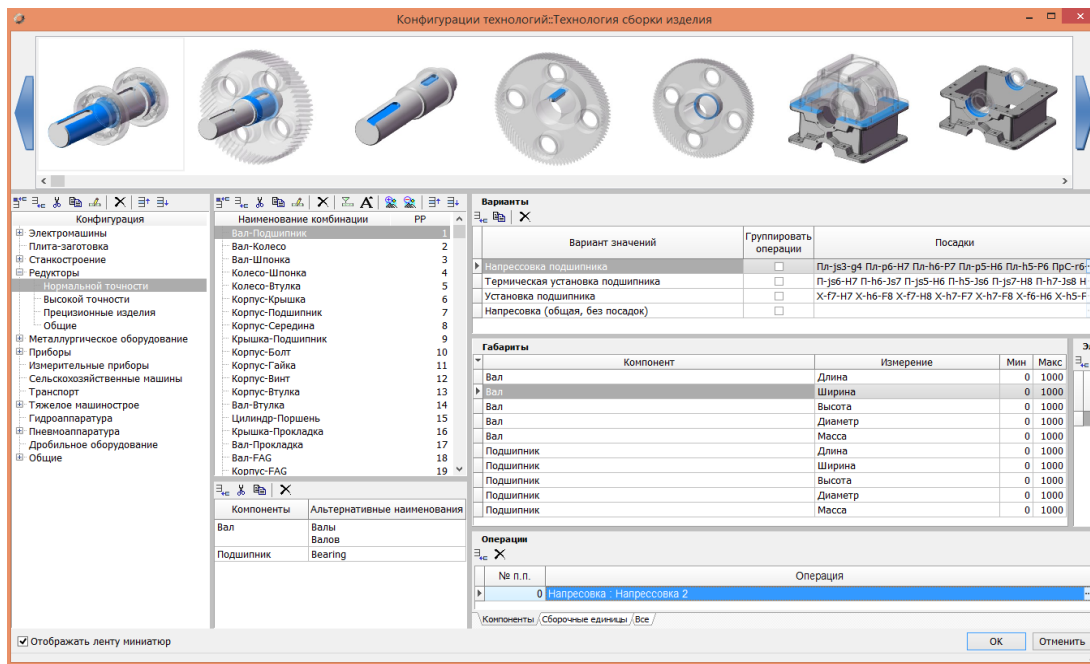 Конфигурации технологий::Технология сборки изделия
Конфигурация
Электромашины
Плита-заготовка
Станкостроение
Редукторы
Нормальной точности
Высокой точности
Прецизионные изделия
Общие
Металлургическое оборудование
Приборы
Измерительные приборы
Сельскохозяйственные машины
Транспорт
Тяжелое машинострое
Гидроаппаратура
Пневмоаппаратура
Дробильное оборудование
Общие
Наименование комбинации PP
Вал-Подшипник 1
Вал-Колесо 2
Вал-Шпонка 3
Колесо-Шпонка 4
Колесо-Втулка 5
Корпус-Крышка 6
Корпус-Подшипник 7
Корпус-Середина 8
Крышка-Подшипник 9
Корпус-Болт 10
Корпус-Гайка 11
Корпус-Винт 12
Корпус-Втулка 13
Вал-Втулка 14
Цилиндр-Поршень 15
Крышка-Прокладка 16
Вал-Прокладка 17
Вал-FAG 18
Корпус-FAG 19
Компоненты Альтернативные наименования
Вал Валы
Валов
Подшипник Bearing
Варианты
Вариант значений Группировать операции Посадки
Напрессовка подшипника Пл-js3-g4 Пл-p6-H7 Пл-h6-P7 Пл-p5-H6 Пл-h5-P6 ПрС-r6-
Термическая установка подшипника П-js6-H7 П-h6-Js7 П-js5-H6 П-h5-Js6 П-js7-H8 П-h7-Js8 Н
Установка подшипника X-f7-H7 X-h6-F8 X-f7-H8 X-h7-F7 X-h7-F8 X-f6-H6 X-h5-F
Напресовка (общая, без посадок)
Габариты
Компонент Измерение Мин Макс
Вал Длина 0 1000
Вал Ширина 0 1000
Вал Высота 0 1000
Вал Диаметр 0 1000
Вал Масса 0 1000
Подшипник Длина 0 1000
Подшипник Ширина 0 1000
Подшипник Высота 0 1000
Подшипник Диаметр 0 1000
Подшипник Масса 0 1000
Операции
№ п.п. Операция
0 Напресовка : Напрессовка 2
Компоненты Сборочные единицы Все
Отображать ленту миниатюр
ОК Отменить